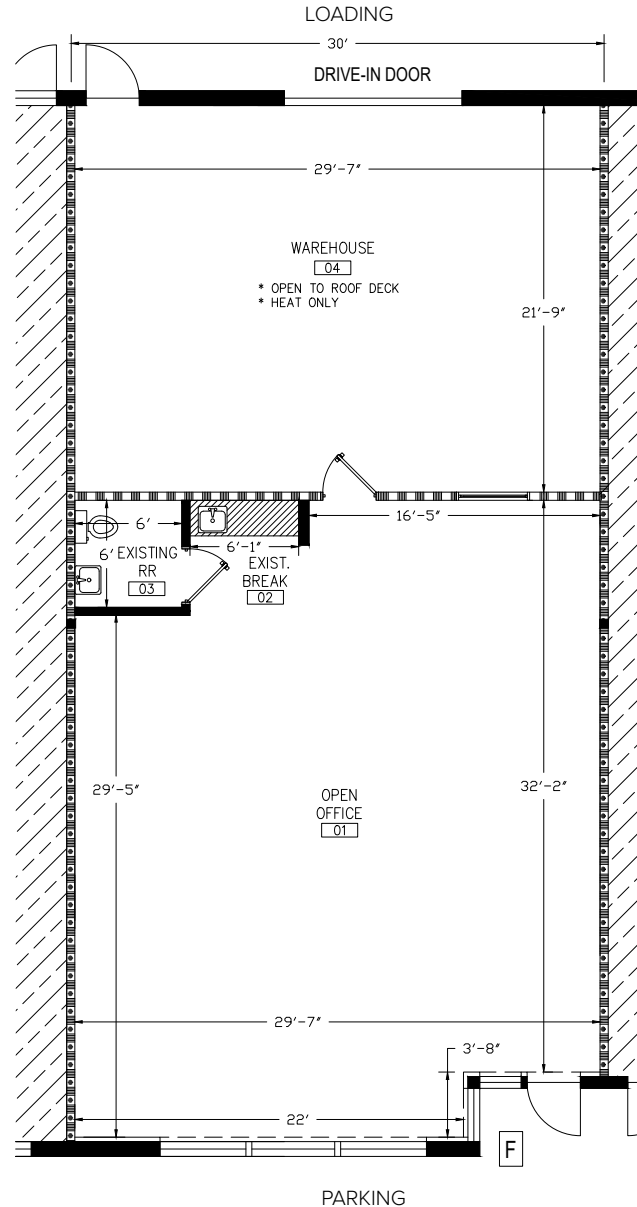 LOADING
30'
DRIVE-IN DOOR
29'-7"
WAREHOUSE
04
* OPEN TO ROOF DECK
* HEAT ONLY
21'-9"
6'
16'-5"
6'-1"
6'
EXISTING
RR
03
EXIST.
BREAK
02
29'-5"
32'-2"
OPEN
OFFICE
01
29'-7"
3'-8"
22'
F
PARKING